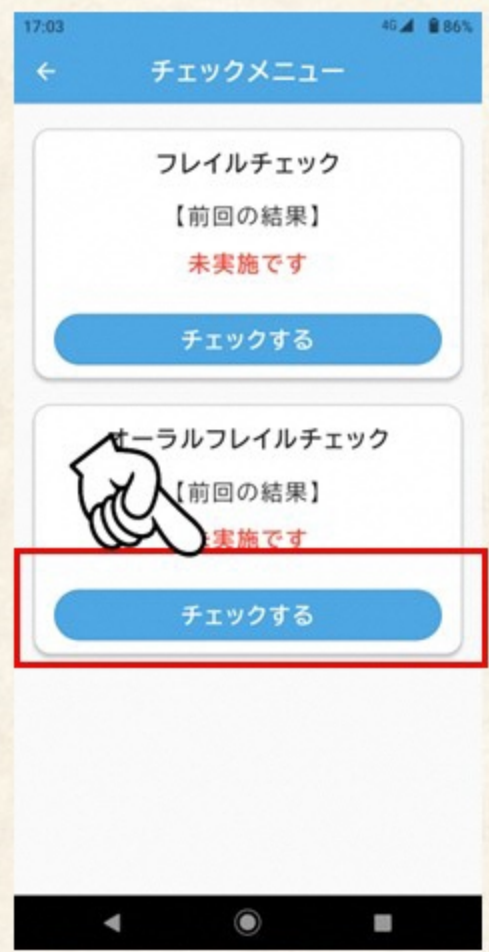 17:03 4G 86%
← チェックメニュー
フレイルチェック
【前回の結果】
未実施です
チェックする
オーラルフレイルチェック
【前回の結果】
未実施です
チェックする